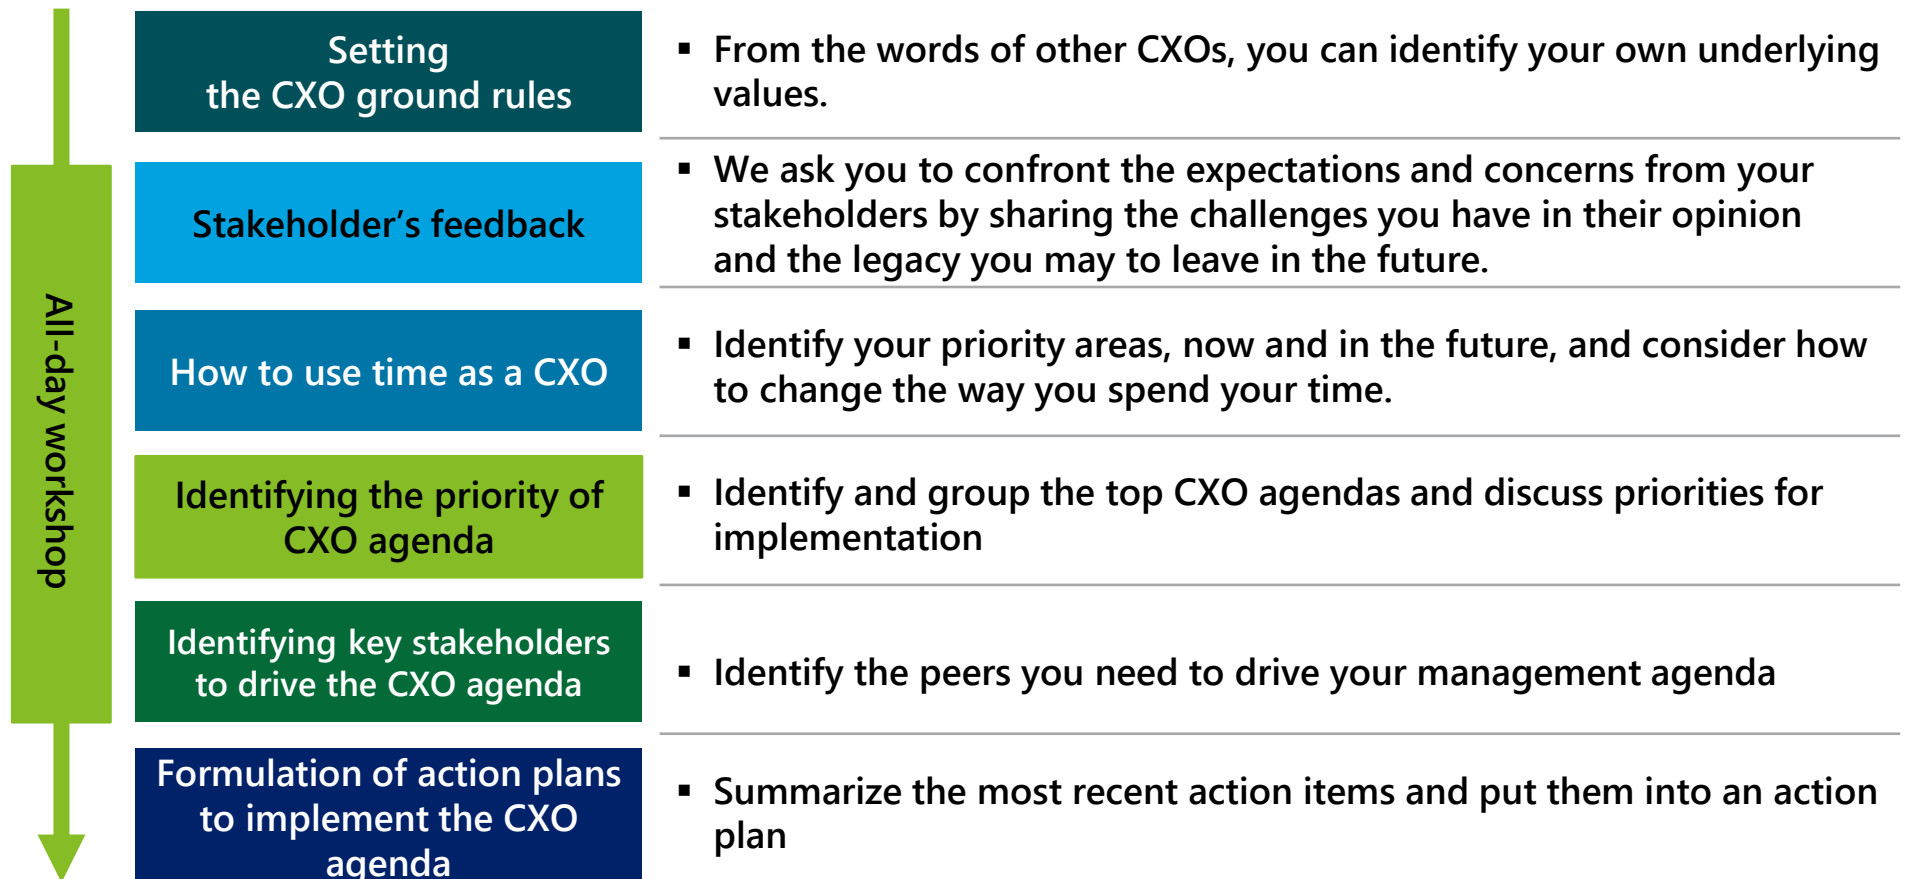 All-day workshop
Setting
the CXO ground rules
▪ From the words of other CXOs, you can identify your own underlying
values.
Stakeholder’s feedback
▪ We ask you to confront the expectations and concerns from your
stakeholders by sharing the challenges you have in their opinion
and the legacy you may to leave in the future.
How to use time as a CXO
▪ Identify your priority areas, now and in the future, and consider how
to change the way you spend your time.
Identifying the priority of
CXO agenda
▪ Identify and group the top CXO agendas and discuss priorities for
implementation
Identifying key stakeholders
to drive the CXO agenda
▪ Identify the peers you need to drive your management agenda
Formulation of action plans
to implement the CXO
agenda
▪ Summarize the most recent action items and put them into an action
plan